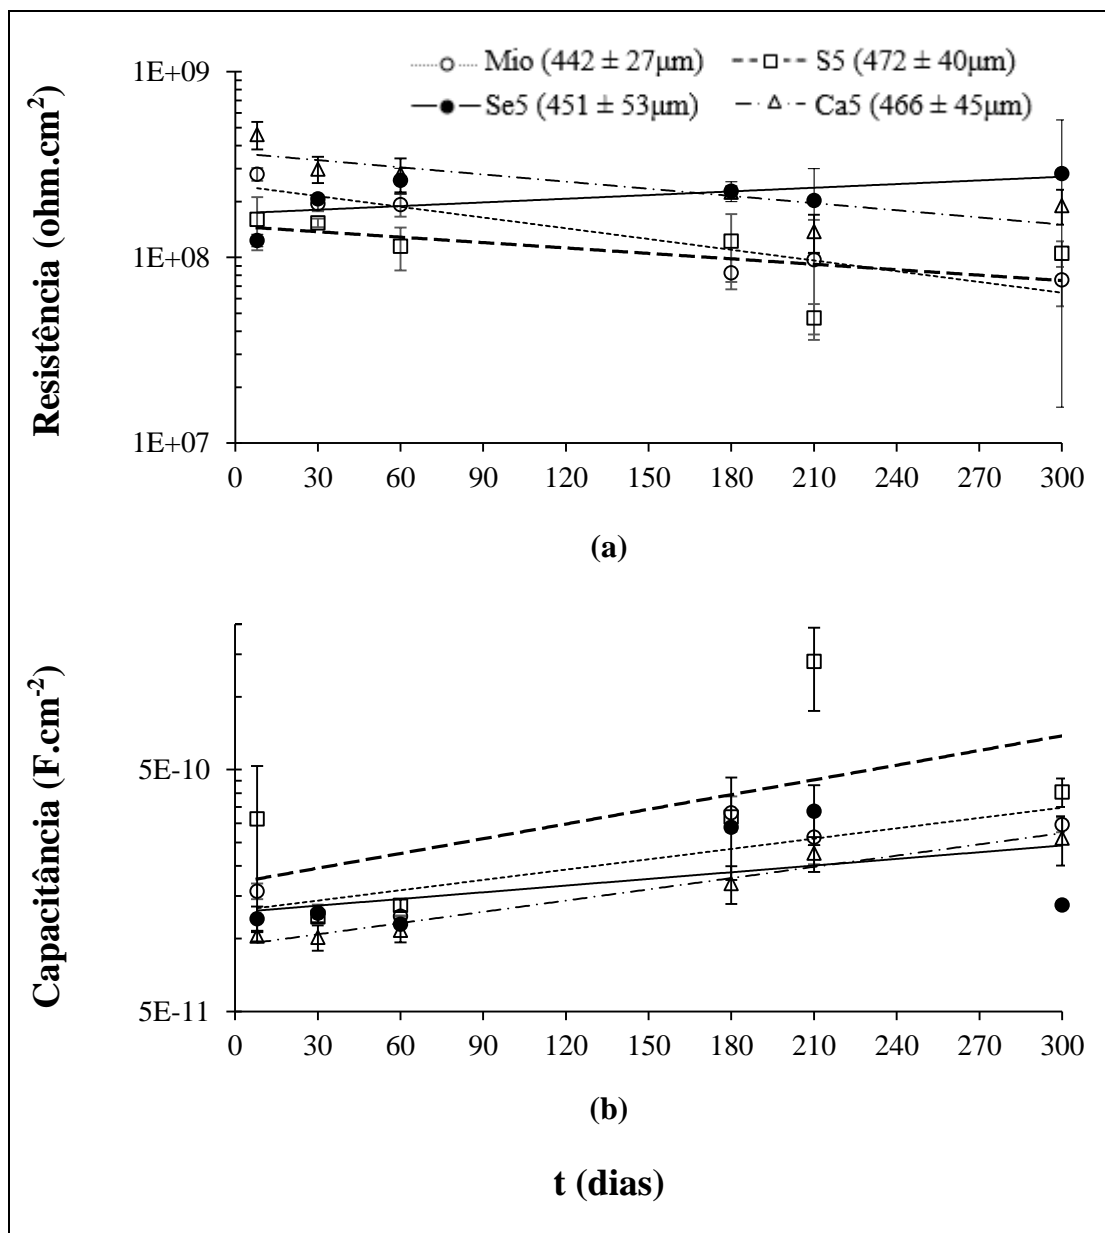 Mio (442 ± 27μm) S5 (472 ± 40μm)
Se5 (451 ± 53μm) Ca5 (466 ± 45μm)
Resistência (ohm.cm²)
1E+09
1E+08
1E+07
0 30 60 90 120 150 180 210 240 270 300
(a)
Capacitância (F.cm⁻²)
5E-10
5E-11
0 30 60 90 120 150 180 210 240 270 300
(b)
t (dias)